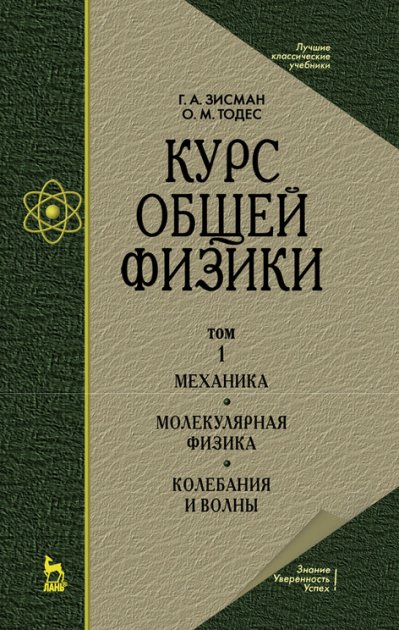 Лучшие
классические
учебники
Г. А. ЗИСМАН
О. М. ТОДЕС
КУРС
ОБЩЕЙ
ФИЗИКИ
ТОМ
1
МЕХАНИКА
•
МОЛЕКУЛЯРНАЯ
ФИЗИКА
•
КОЛЕБАНИЯ
И ВОЛНЫ
ЛАНЬ®
Знание
Уверенность
Успех